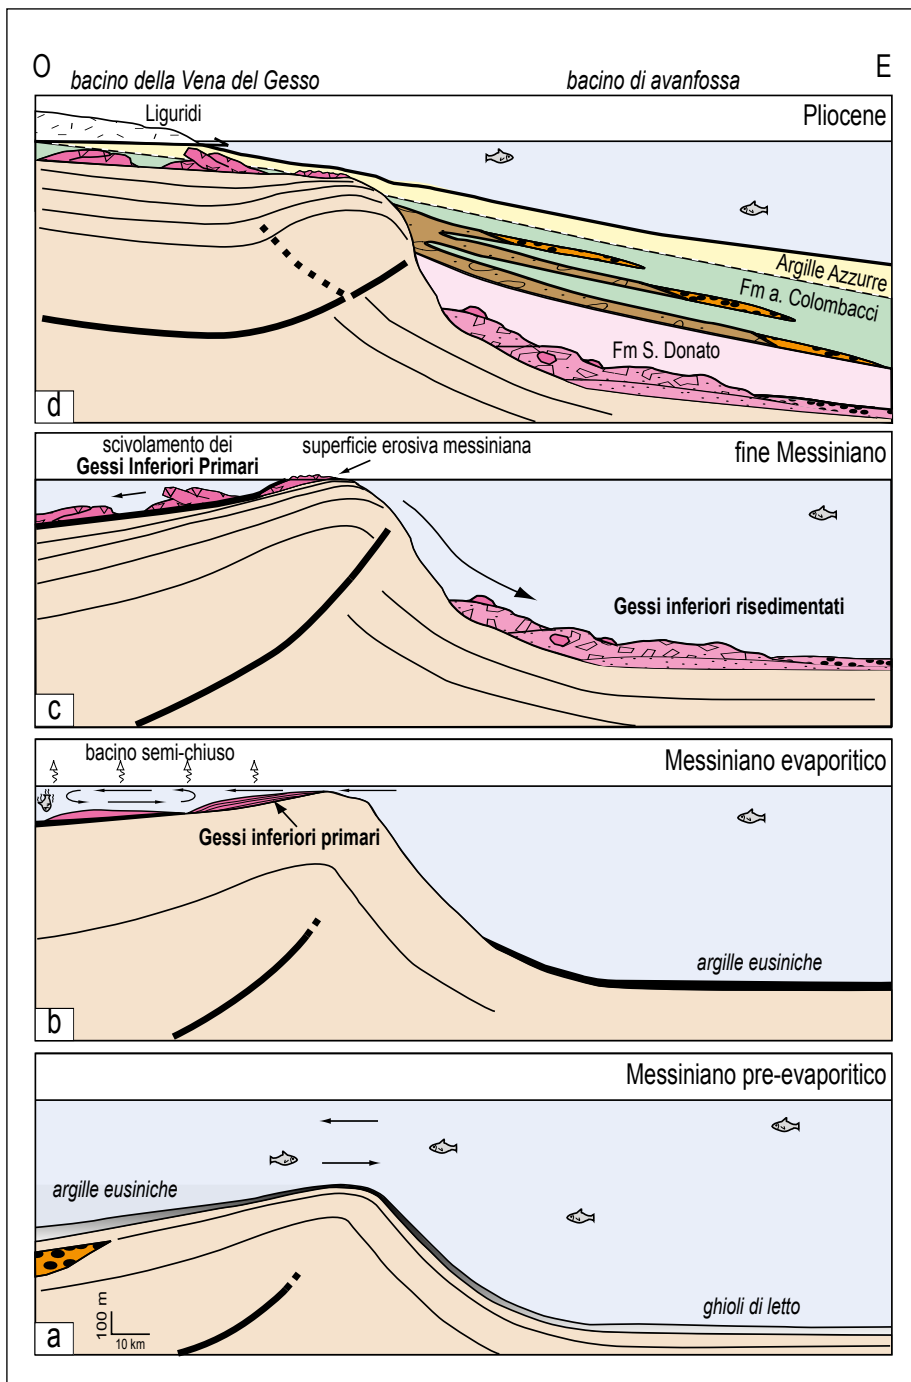 O
E
bacino della Vena del Gesso
bacino di avanfossa
Liguridi
Pliocene
Argille Azzurre
Fm a. Colombacci
Fm S. Donato
d
scivolamento dei
Gessi Inferiori Primari
superficie erosiva messiniana
fine Messiniano
Gessi inferiori risedimentati
c
bacino semi-chiuso
Messiniano evaporitico
Gessi inferiori primari
argille eusiniche
b
Messiniano pre-evaporitico
argille eusiniche
ghioli di letto
100 m
10 km
a